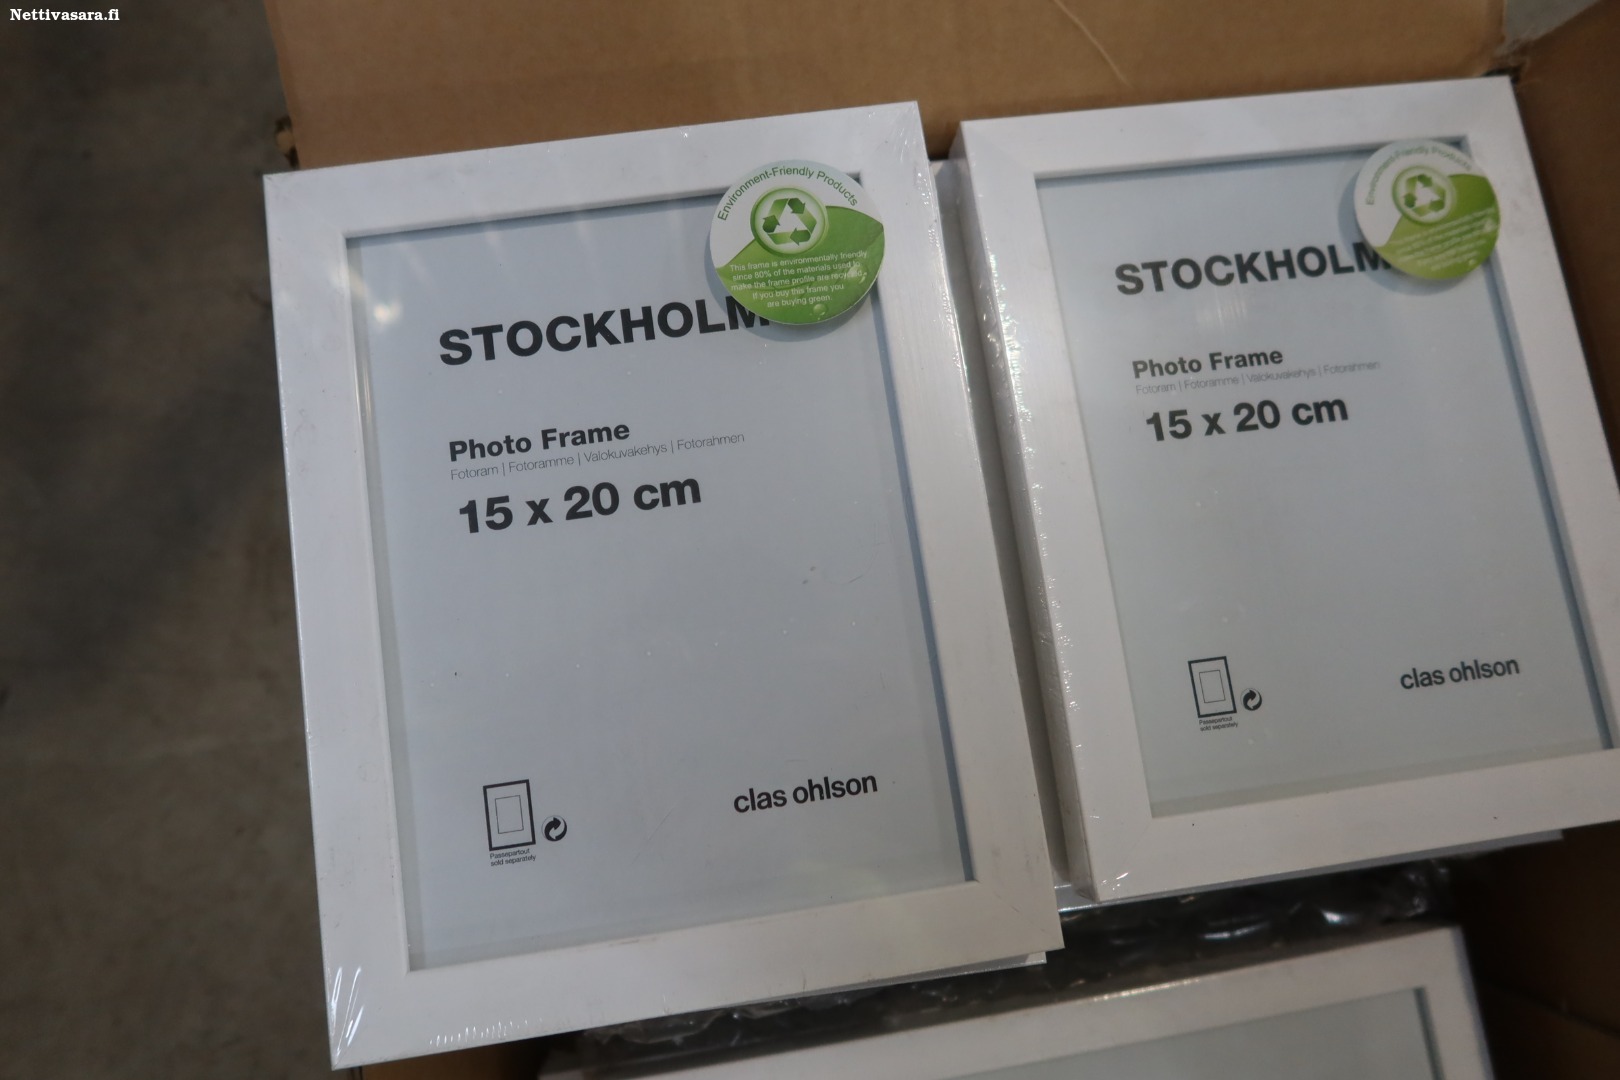 Nettivasara.fi
Environment-Friendly Products
This frame is environmentally friendly
since 80% of the materials used to
make the frame profile are recycled.
If you buy this frame you
are buying green.
STOCKHOLM
Photo Frame
Fotoram | Fotoramme | Valokuvakehys | Fotorahmen
15 x 20 cm
Passepartout
sold separately
clas ohlson
Environment-Friendly Products
STOCKHOLM
Photo Frame
Fotoram | Fotoramme | Valokuvakehys | Fotorahmen
15 x 20 cm
Passepartout
sold separately
clas ohlson